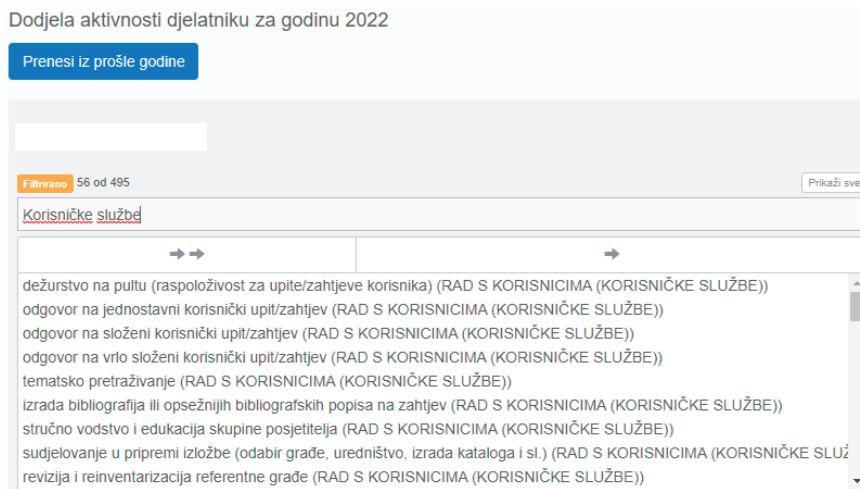 Dodjela aktivnosti djelatniku za godinu 2022
Prenesi iz prošle godine
Filtrirano 56 od 495
Prikaži sve
Korisničke službe
dežurstvo na pultu (raspoloživost za upite/zahtjeve korisnika) (RAD S KORISNICIMA (KORISNIČKE SLUŽBE))
odgovor na jednostavni korisnički upit/zahtjev (RAD S KORISNICIMA (KORISNIČKE SLUŽBE))
odgovor na složeni korisnički upit/zahtjev (RAD S KORISNICIMA (KORISNIČKE SLUŽBE))
odgovor na vrlo složeni korisnički upit/zahtjev (RAD S KORISNICIMA (KORISNIČKE SLUŽBE))
tematsko pretraživanje (RAD S KORISNICIMA (KORISNIČKE SLUŽBE))
izrada bibliografija ili opsežnijih bibliografskih popisa na zahtjev (RAD S KORISNICIMA (KORISNIČKE SLUŽBE))
stručno vodstvo i edukacija skupine posjetitelja (RAD S KORISNICIMA (KORISNIČKE SLUŽBE))
sudjelovanje u pripremi izložbe (odabir građe, uredništvo, izrada kataloga i sl.) (RAD S KORISNICIMA (KORISNIČKE SLUŽ
revizija i reinventarizacija referentne građe (RAD S KORISNICIMA (KORISNIČKE SLUŽBE))